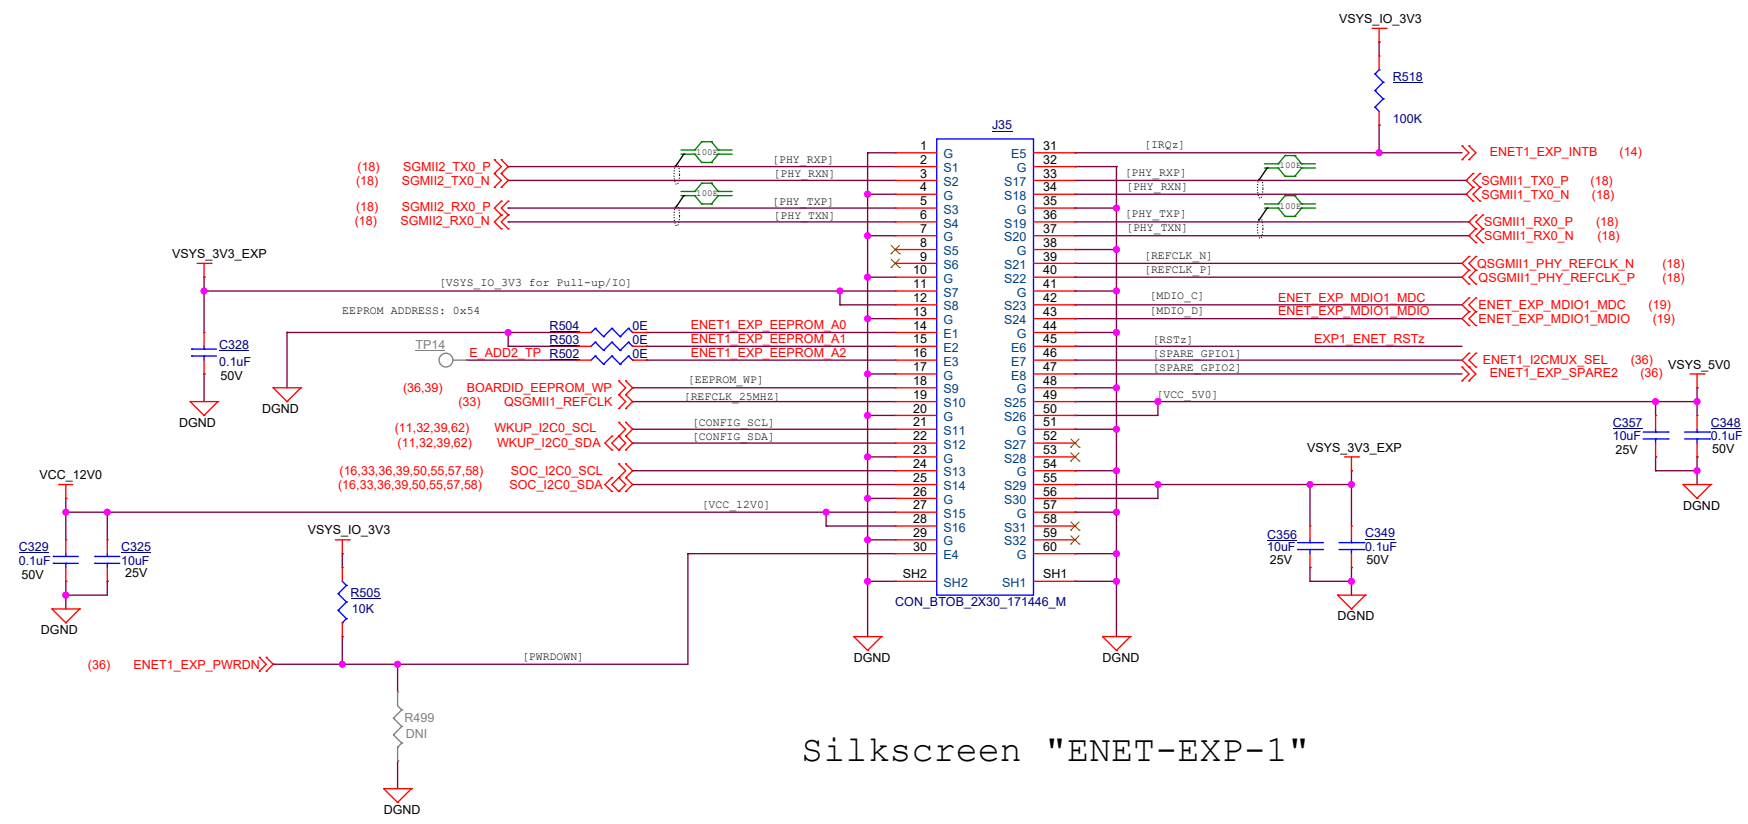 VSYS_IO_3V3
R518
100K
J35
CON_BTOB_2X30_171446_M
(18) SGMII2_TX0_P [PHY_RXP] 100E
(18) SGMII2_TX0_N [PHY_RXN]
(18) SGMII2_RX0_P [PHY_TXP] 100E
(18) SGMII2_RX0_N [PHY_TXN]
VSYS_3V3_EXP
[VSYS_IO_3V3 for Pull-up/IO]
EEPROM ADDRESS: 0x54
C328
0.1uF
50V
DGND
DGND
R504 0E ENET1_EXP_EEPROM_A0
R503 0E ENET1_EXP_EEPROM_A1
TP14 E_ADD2_TP R502 0E ENET1_EXP_EEPROM_A2
(36,39) BOARDID_EEPROM_WP [EEPROM_WP]
(33) QSGMII1_REFCLK [REFCLK_25MHZ]
(11,32,39,62) WKUP_I2C0_SCL [CONFIG_SCL]
(11,32,39,62) WKUP_I2C0_SDA [CONFIG_SDA]
(16,33,36,39,50,55,57,58) SOC_I2C0_SCL
(16,33,36,39,50,55,57,58) SOC_I2C0_SDA
VCC_12V0
[VCC_12V0]
C329
0.1uF
50V
C325
10uF
25V
DGND
VSYS_IO_3V3
R505
10K
(36) ENET1_EXP_PWRDN [PWRDOWN]
R499
DNI
DGND
1 G E5 31
2 S1 G 32
3 S2 S17 33
4 G S18 34
5 S3 G 35
6 S4 S19 36
7 G S20 37
8 S5 G 38
9 S6 S21 39
10 G S22 40
11 S7 G 41
12 S8 S23 42
13 G S24 43
14 E1 G 44
15 E2 E6 45
16 E3 E7 46
17 G E8 47
18 S9 G 48
19 S10 S25 49
20 G S26 50
21 S11 G 51
22 S12 S27 52
23 G S28 53
24 S13 G 54
25 S14 S29 55
26 G S30 56
27 S15 G 57
28 S16 S31 58
29 G S32 59
30 E4 G 60
SH2 SH2 SH1 SH1
DGND
DGND
[IRQz] ENET1_EXP_INTB (14)
[PHY_RXP] 100E SGMII1_TX0_P (18)
[PHY_RXN] SGMII1_TX0_N (18)
[PHY_TXP] 100E SGMII1_RX0_P (18)
[PHY_TXN] SGMII1_RX0_N (18)
[REFCLK_N] QSGMII1_PHY_REFCLK_N (18)
[REFCLK_P] QSGMII1_PHY_REFCLK_P (18)
[MDIO_C] ENET_EXP_MDIO1_MDC ENET_EXP_MDIO1_MDC (19)
[MDIO_D] ENET_EXP_MDIO1_MDIO ENET_EXP_MDIO1_MDIO (19)
[RSTz] EXP1_ENET_RSTz
[SPARE GPIO1] ENET1_I2CMUX_SEL (36)
[SPARE GPIO2] ENET1_EXP_SPARE2 (36)
VSYS_5V0
[VCC_5V0]
C357
10uF
25V
C348
0.1uF
50V
DGND
VSYS_3V3_EXP
C356
10uF
25V
C349
0.1uF
50V
DGND
Silkscreen "ENET-EXP-1"